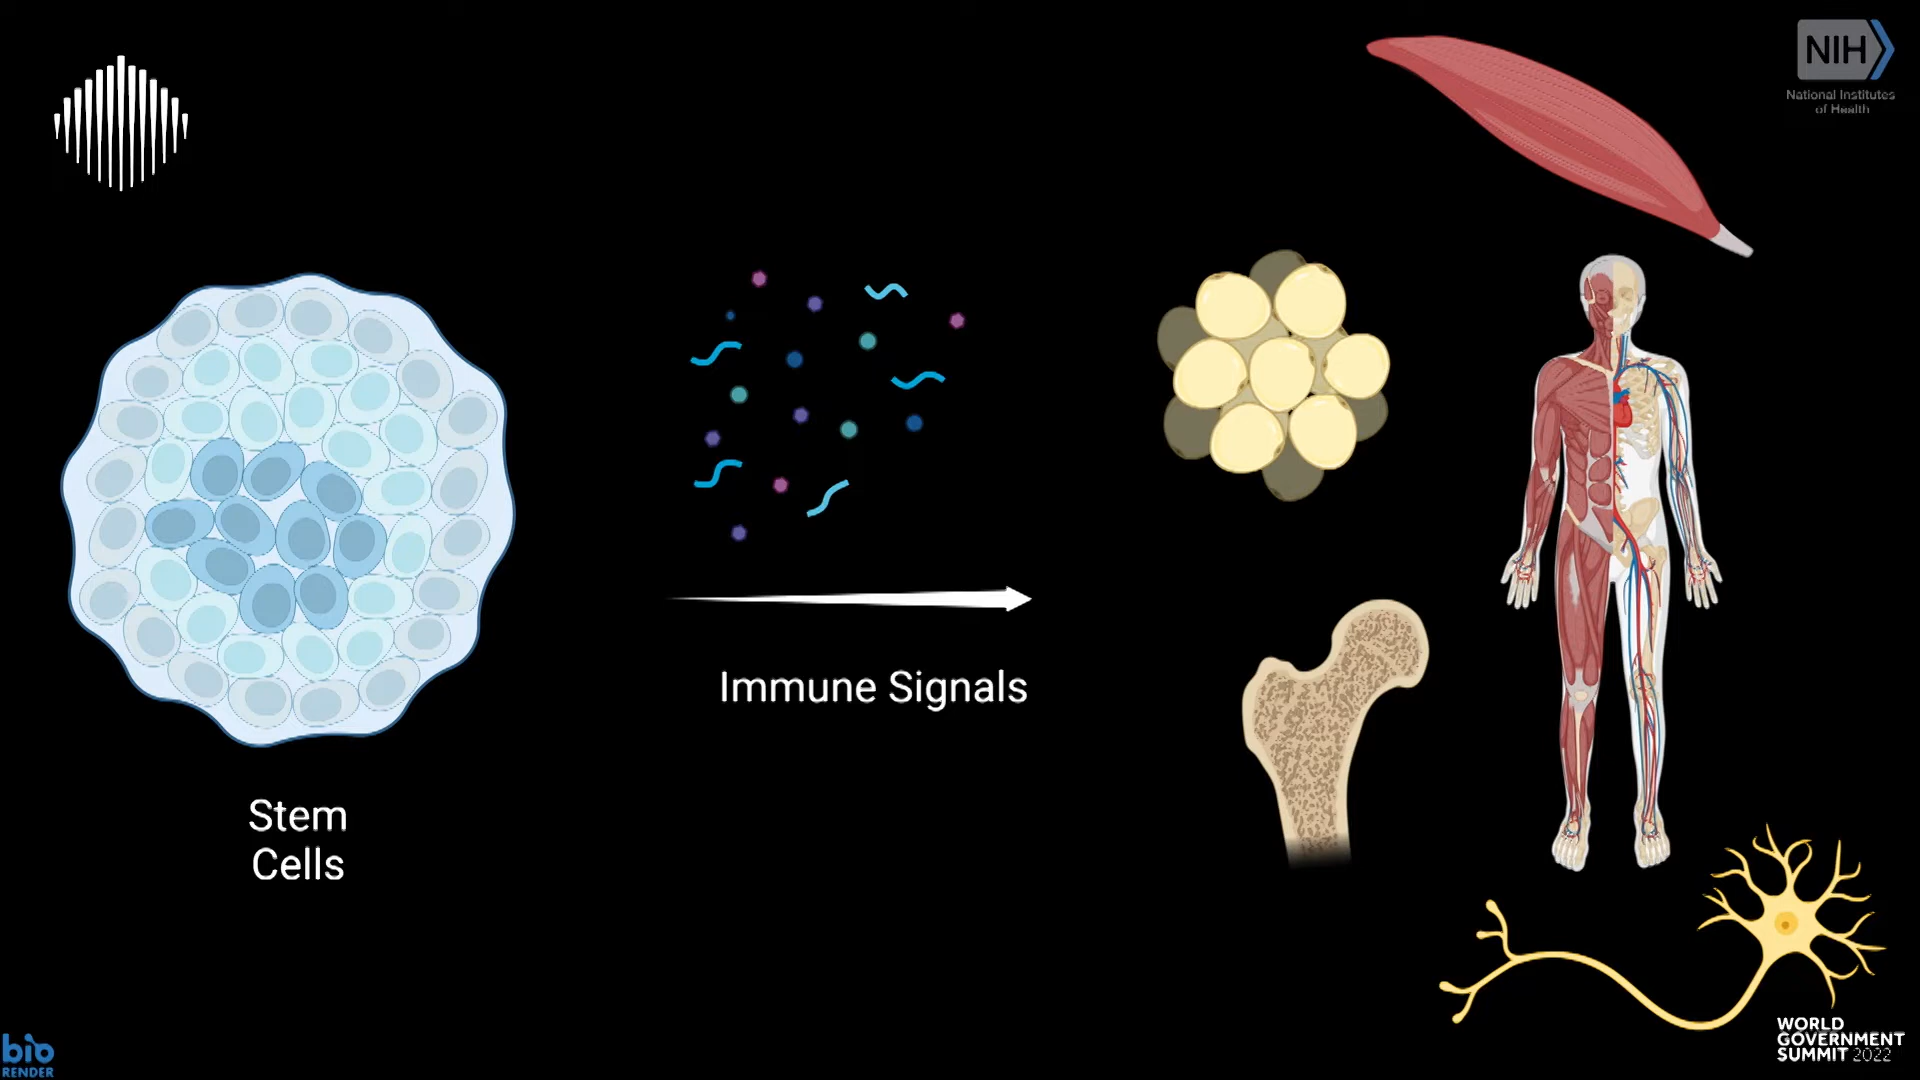 NIH
National Institutes
of Health
Immune Signals
Stem
Cells
bio
RENDER
WORLD
GOVERNMENT
SUMMIT 2022